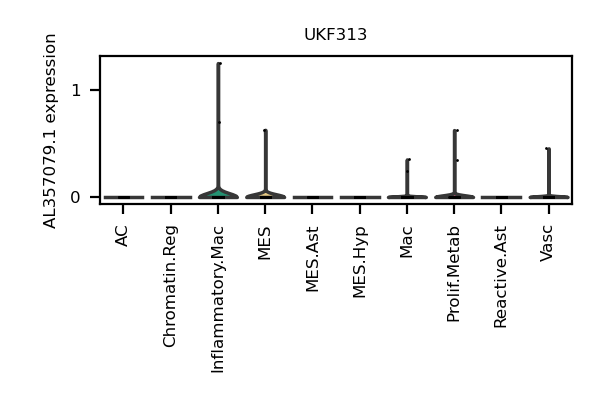 UKF313
AL357079.1 expression
1
0
AC
Chromatin.Reg
Inflammatory.Mac
MES
MES.Ast
MES.Hyp
Mac
Prolif.Metab
Reactive.Ast
Vasc